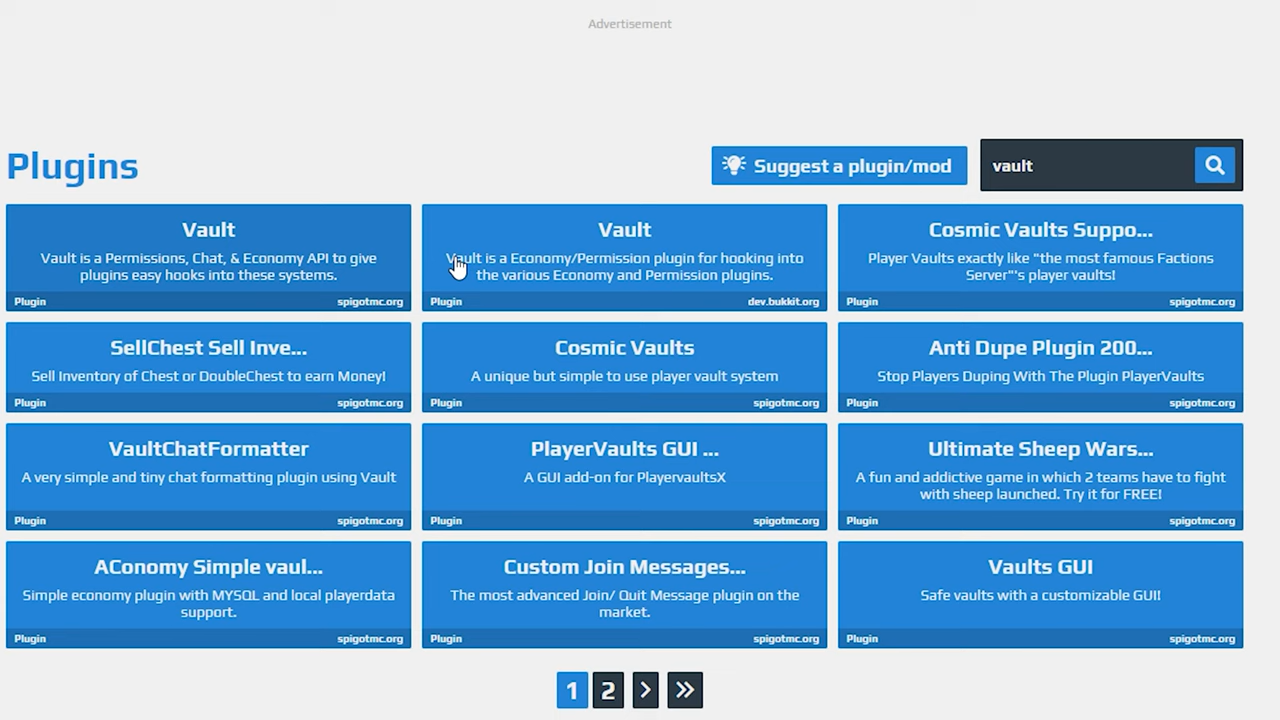 Advertisement
Plugins
Suggest a plugin/mod
vault
Vault
Vault is a Permissions, Chat, & Economy API to give
plugins easy hooks into these systems.
Plugin
spigotmc.org
Vault
Vault is a Economy/Permission plugin for hooking into
the various Economy and Permission plugins.
Plugin
dev.bukkit.org
Cosmic Vaults Suppo...
Player Vaults exactly like "the most famous Factions
Server"'s player vaults!
Plugin
spigotmc.org
SellChest Sell Inve...
Sell Inventory of Chest or DoubleChest to earn Money!
Plugin
spigotmc.org
Cosmic Vaults
A unique but simple to use player vault system
Plugin
spigotmc.org
Anti Dupe Plugin 200...
Stop Players Duping With The Plugin PlayerVaults
Plugin
spigotmc.org
VaultChatFormatter
A very simple and tiny chat formatting plugin using Vault
Plugin
spigotmc.org
PlayerVaults GUI ...
A GUI add-on for PlayervaultsX
Plugin
spigotmc.org
Ultimate Sheep Wars...
A fun and addictive game in which 2 teams have to fight
with sheep launched. Try it for FREE!
Plugin
spigotmc.org
AConomy Simple vaul...
Simple economy plugin with MYSQL and local playerdata
support.
Plugin
spigotmc.org
Custom Join Messages...
The most advanced Join/ Quit Message plugin on the
market.
Plugin
spigotmc.org
Vaults GUI
Safe vaults with a customizable GUI!
Plugin
spigotmc.org
1 2 > >>